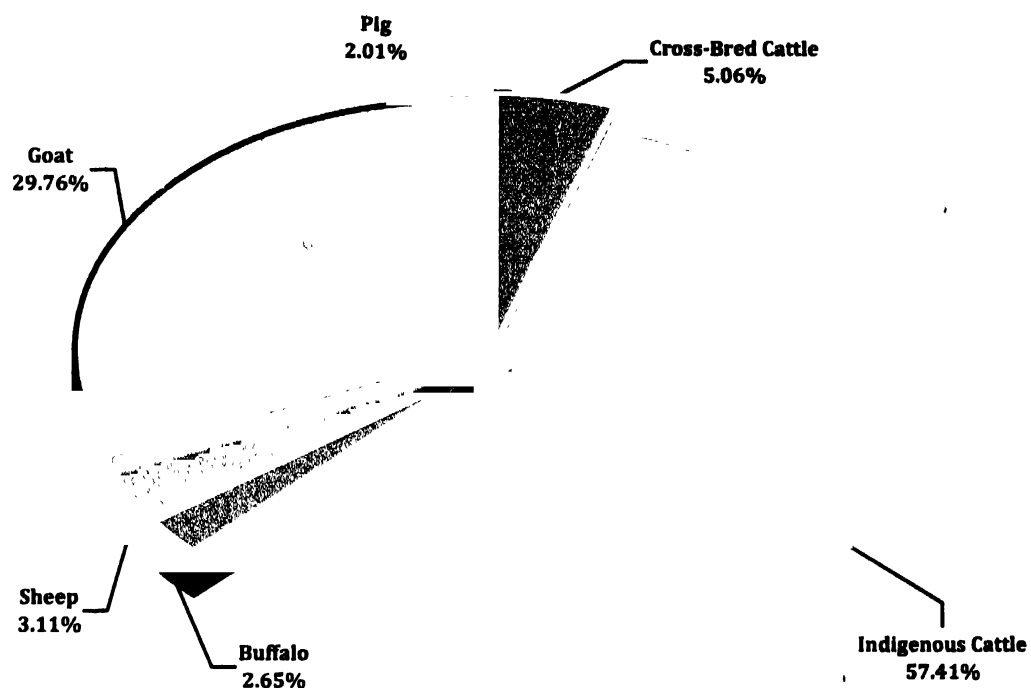 Pig
2.01%
Cross-Bred Cattle
5.06%
Goat
29.76%
Sheep
3.11%
Buffalo
2.65%
Indigenous Cattle
57.41%